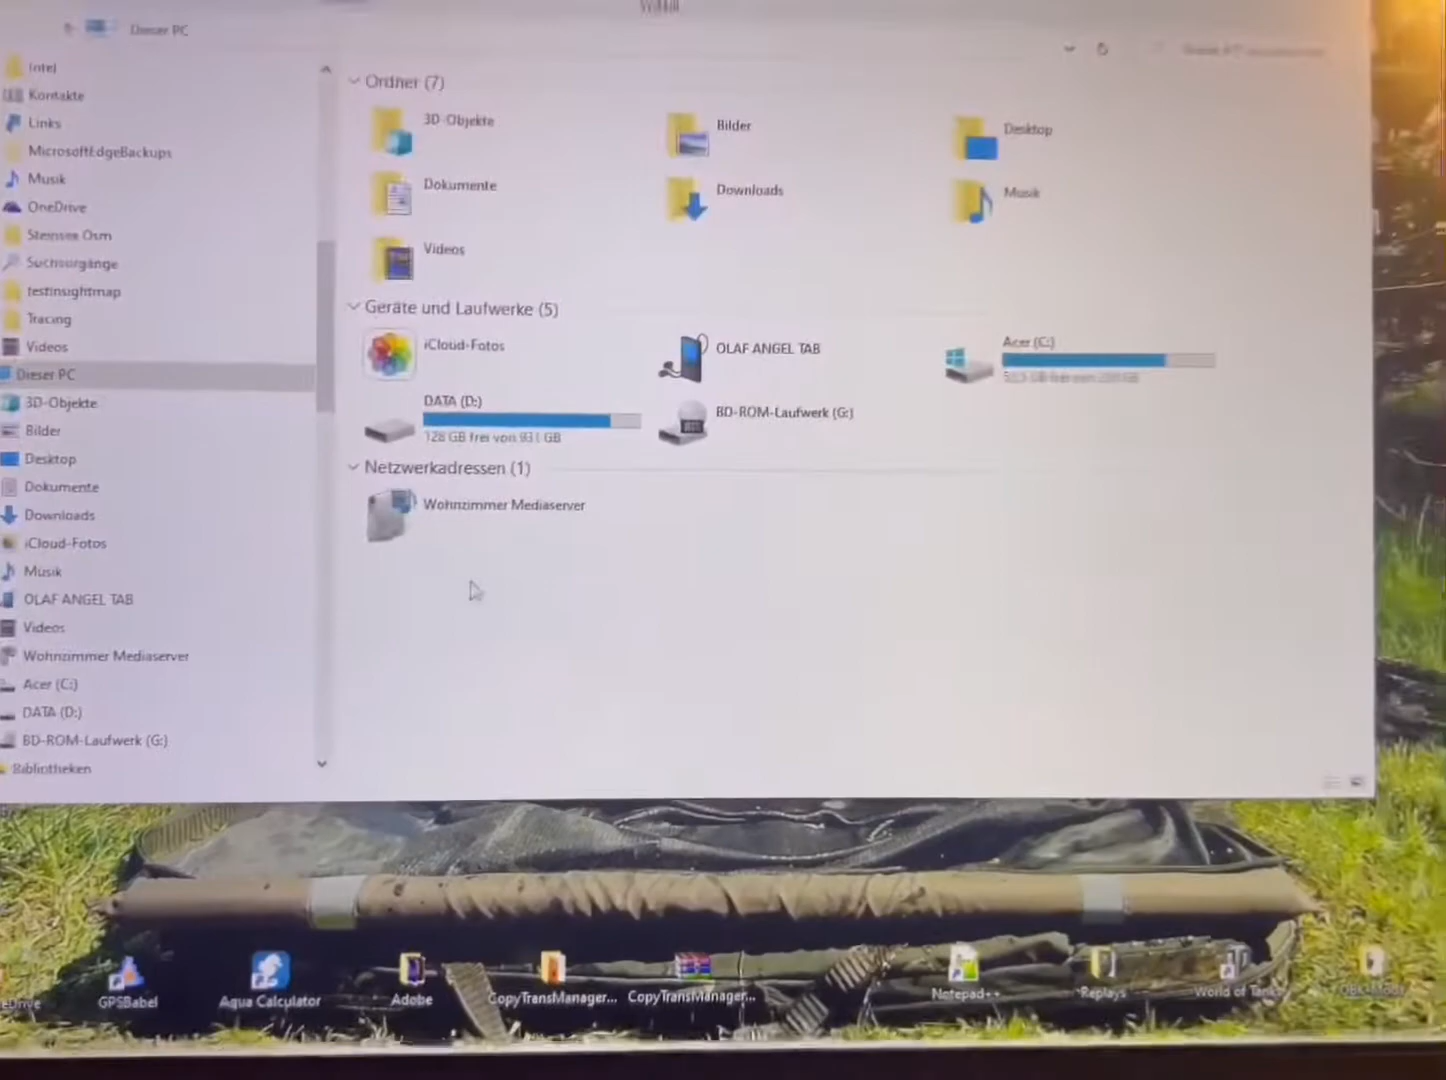 Dieser PC
Intel
Kontakte
Links
MicrosoftEdgeBackups
Musik
OneDrive
Steinsee Osm
Suchvorgänge
testinsightmap
Tracing
Videos
Dieser PC
3D-Objekte
Bilder
Desktop
Dokumente
Downloads
iCloud-Fotos
Musik
OLAF ANGEL TAB
Videos
Wohnzimmer Mediaserver
Acer (C:)
DATA (D:)
BD-ROM-Laufwerk (G:)
Bibliotheken
Ordner (7)
3D-Objekte
Bilder
Desktop
Dokumente
Downloads
Musik
Videos
Geräte und Laufwerke (5)
iCloud-Fotos
OLAF ANGEL TAB
Acer (C:)
DATA (D:)
128 GB frei von 931 GB
BD-ROM-Laufwerk (G:)
Netzwerkadressen (1)
Wohnzimmer Mediaserver
eDrive
GPSBabel
Aqua Calculator
Adobe
CopyTransManager...
CopyTransManager...
Notepad++
Replays
World of Tanks